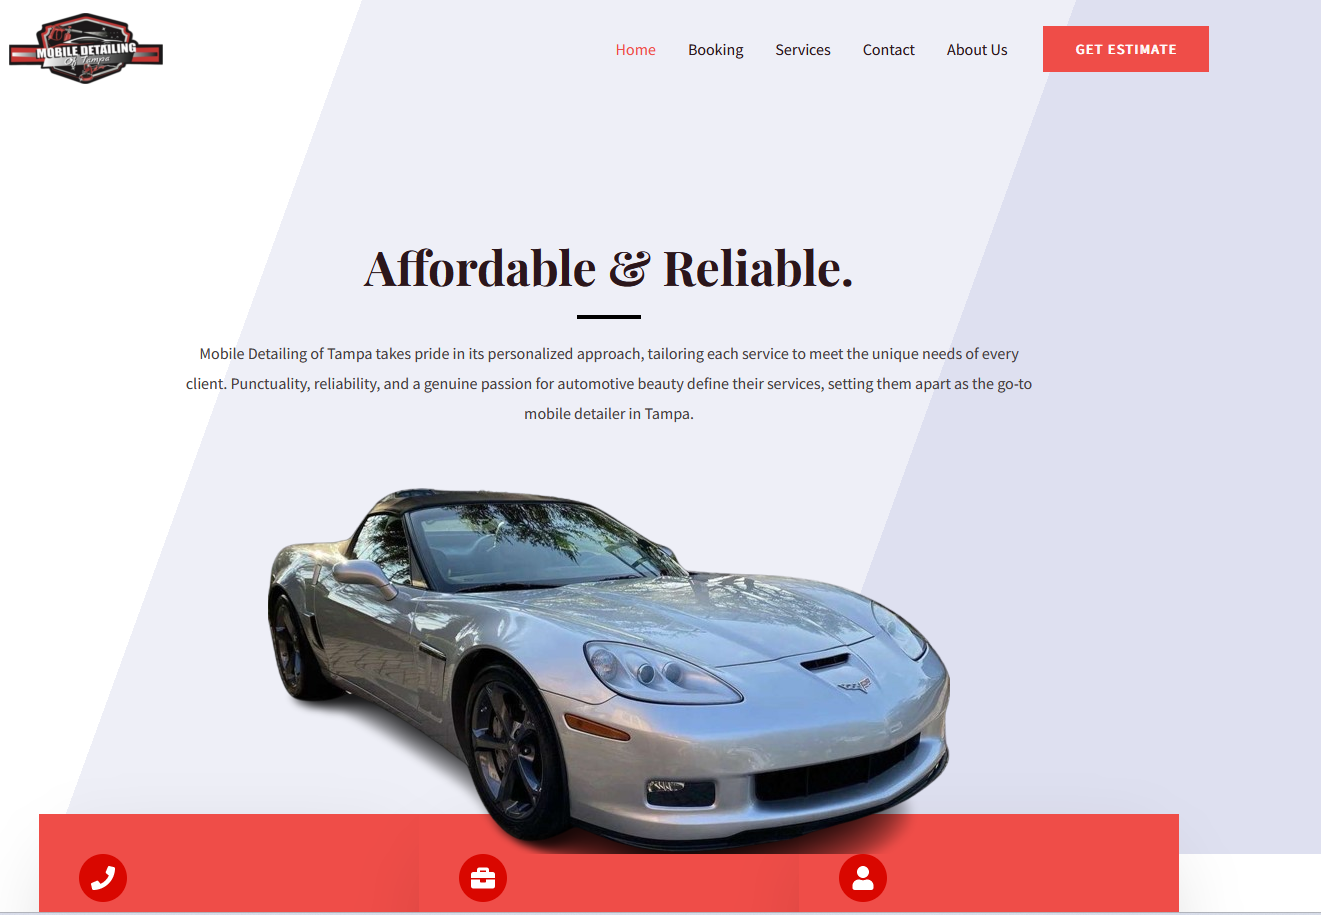 MOBILE DETAILING
Of Tampa
Home
Booking
Services
Contact
About Us
GET ESTIMATE
Affordable & Reliable.
Mobile Detailing of Tampa takes pride in its personalized approach, tailoring each service to meet the unique needs of every
client. Punctuality, reliability, and a genuine passion for automotive beauty define their services, setting them apart as the go-to
mobile detailer in Tampa.